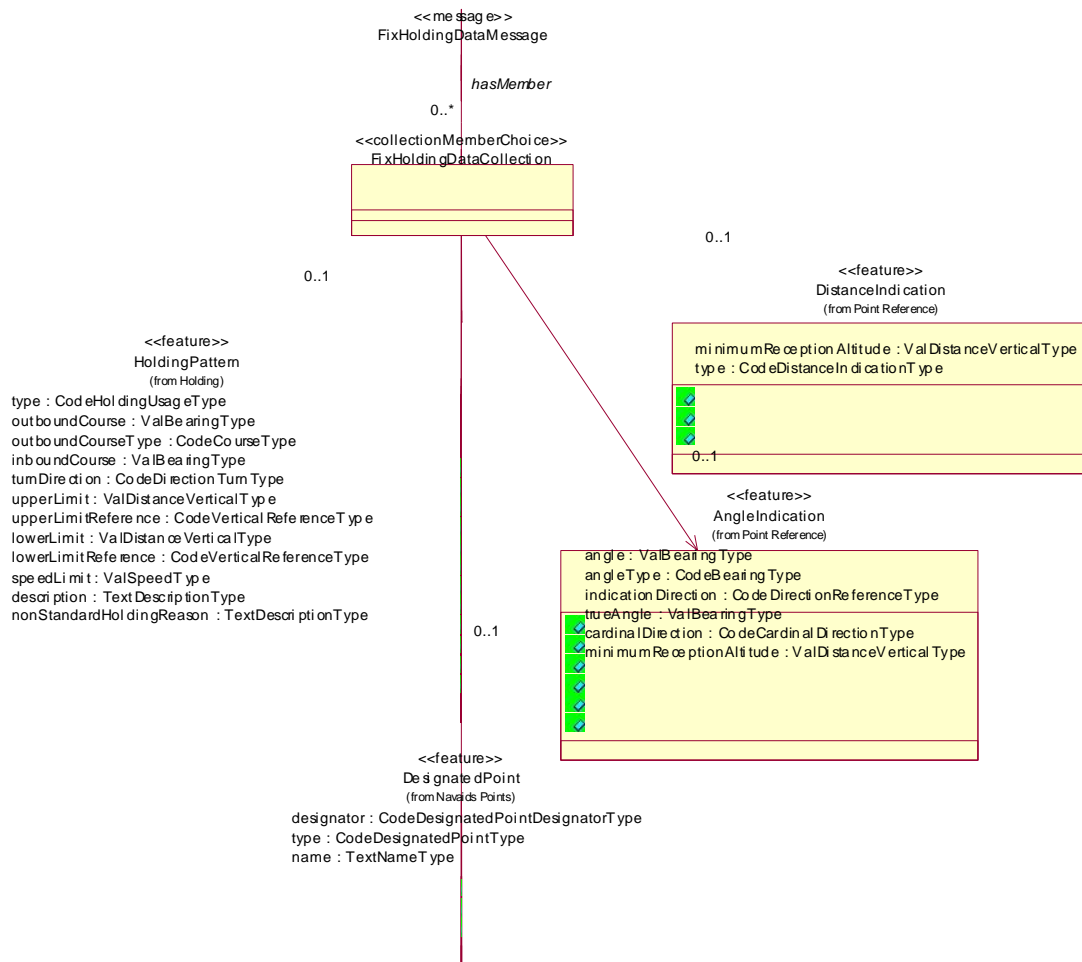 <<message>>
FixHoldingDataMessage
hasMember
0..*
<<collectionMemberChoice>>
FixHoldingDataCollection
0..1
0..1
<<feature>>
DistanceIndication
(from Point Reference)
minimumReceptionAltitude : ValDistanceVerticalType
type : CodeDistanceIndicationType
<<feature>>
HoldingPattern
(from Holding)
type : CodeHoldingUsageType
outboundCourse : ValBearingType
outboundCourseType : CodeCourseType
inboundCourse : ValBearingType
turnDirection : CodeDirectionTurnType
upperLimit : ValDistanceVerticalType
upperLimitReference : CodeVerticalReferenceType
lowerLimit : ValDistanceVerticalType
lowerLimitReference : CodeVerticalReferenceType
speedLimit : ValSpeedType
description : TextDescriptionType
nonStandardHoldingReason : TextDescriptionType
0..1
<<feature>>
AngleIndication
(from Point Reference)
angle : ValBearingType
angleType : CodeBearingType
indicationDirection : CodeDirectionReferenceType
trueAngle : ValBearingType
cardinalDirection : CodeCardinalDirectionType
minimumReceptionAltitude : ValDistanceVerticalType
0..1
<<feature>>
DesignatedPoint
(from Navaids Points)
designator : CodeDesignatedPointDesignatorType
type : CodeDesignatedPointType
name : TextNameType